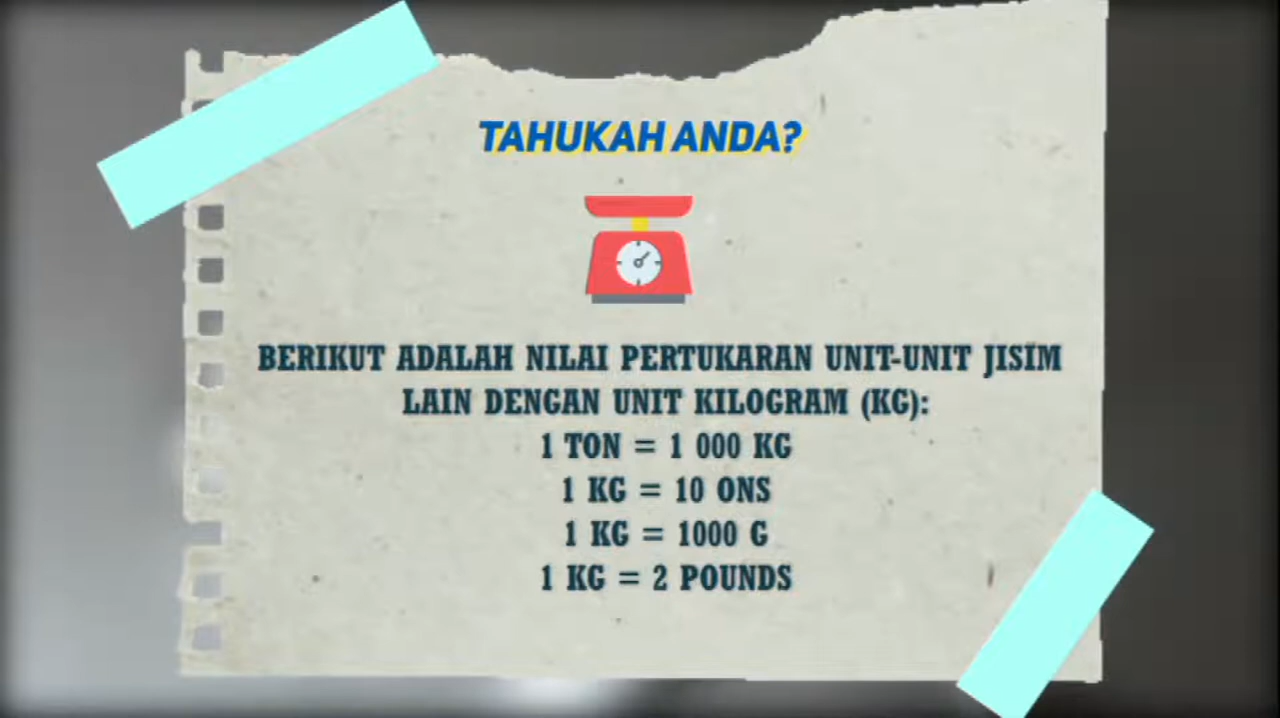 TAHUKAH ANDA?
BERIKUT ADALAH NILAI PERTUKARAN UNIT-UNIT JISIM
LAIN DENGAN UNIT KILOGRAM (KG):
1 TON = 1 000 KG
1 KG = 10 ONS
1 KG = 1000 G
1 KG = 2 POUNDS